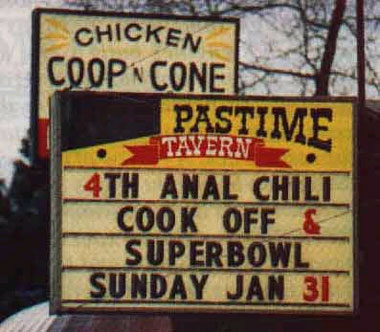 CHICKEN
COOP 'N CONE
PASTIME
TAVERN
4TH ANAL CHILI
COOK OFF &
SUPERBOWL
SUNDAY JAN 31